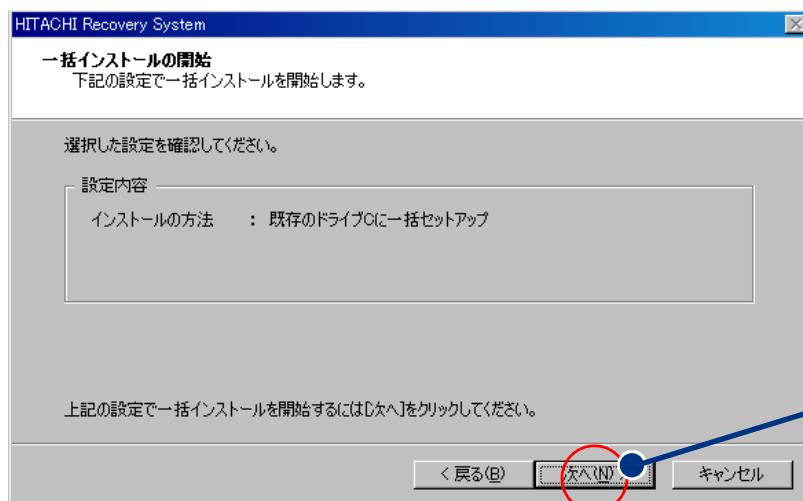 HITACHI Recovery System
一括インストールの開始
下記の設定で一括インストールを開始します。
選択した設定を確認してください。
設定内容
インストールの方法 : 既存のドライブCに一括セットアップ
上記の設定で一括インストールを開始するには[次へ]をクリックしてください。
< 戻る(B) 次へ(N) キャンセル